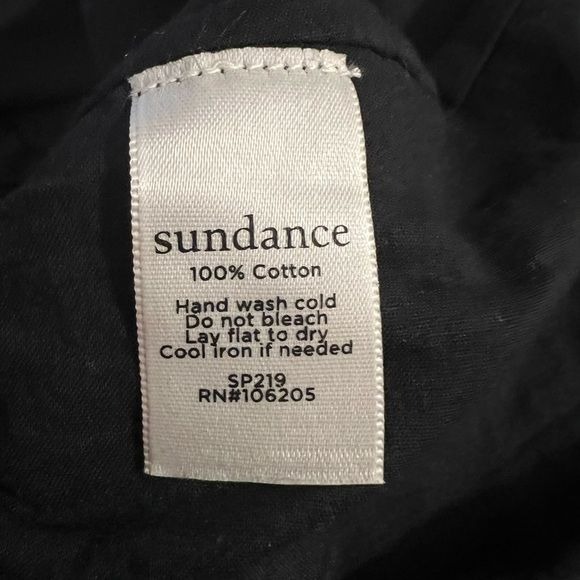 sundance
100% Cotton
Hand wash cold
Do not bleach
Lay flat to dry
Cool Iron if needed
SP219
RN#106205